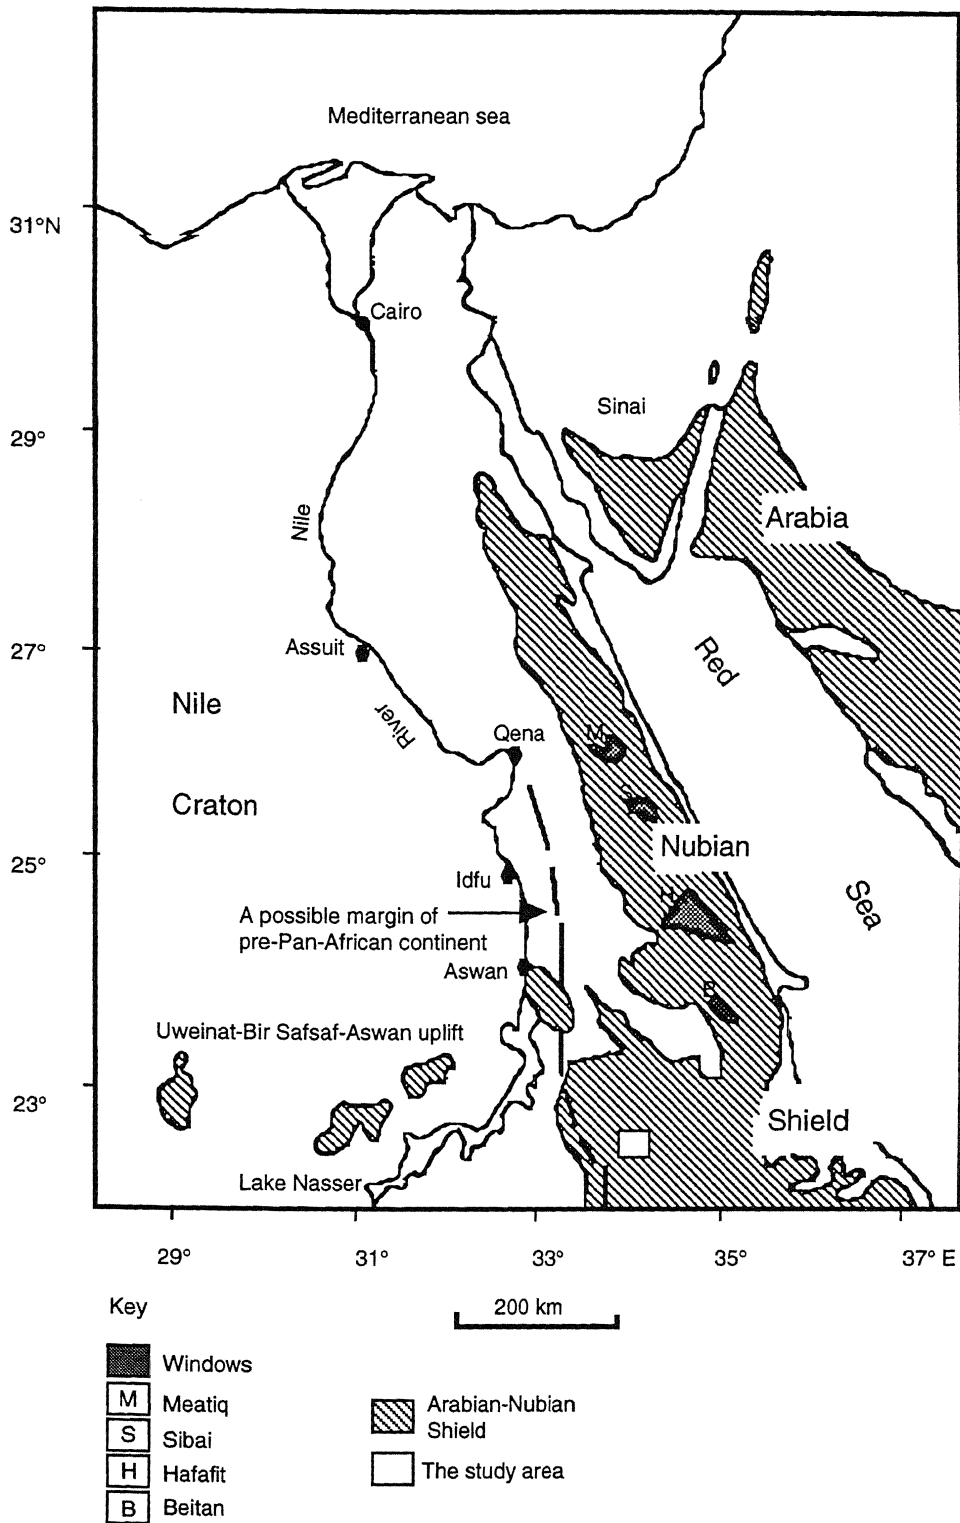 Mediterranean sea
31°N
Cairo
Sinai
29°
Nile
Arabia
Assuit
27°
Red
Nile
River
Qena
M
Craton
S
Nubian
25°
Idfu
H
Sea
A possible margin of
pre-Pan-African continent
Aswan
B
Uweinat-Bir Safsaf-Aswan uplift
23°
Shield
Lake Nasser
29°
31°
33°
35°
37° E
Key
200 km
Windows
M Meatiq
S Sibai
H Hafafit
B Beitan
Arabian-Nubian
Shield
The study area